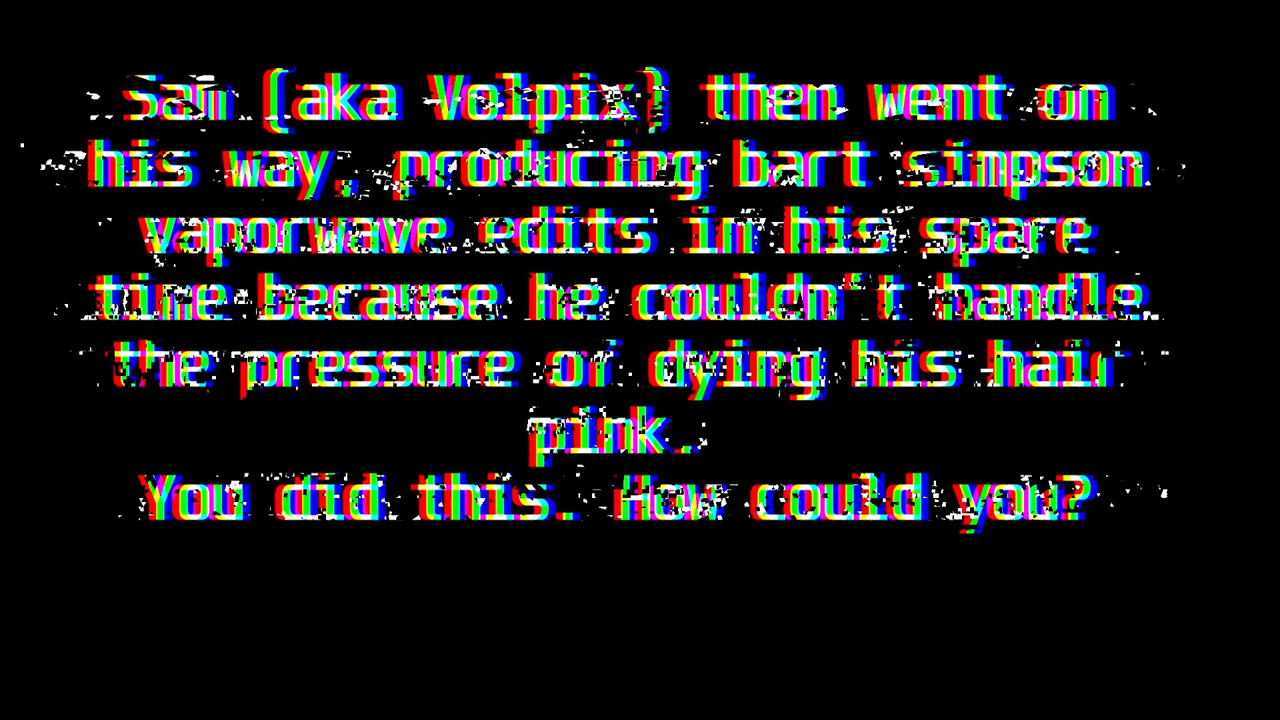 Sam (aka Volpix) then went on
his way, producing bart simpson
vaporwave edits in his spare
time because he couldn't handle
the pressure of dying his hair
pink.
You did this. How could you?